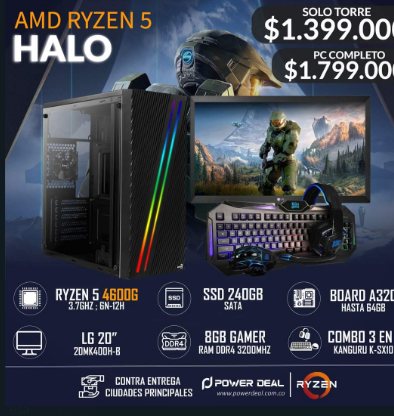 AMD RYZEN 5
HALO
SOLO TORRE
$1.399.000
PC COMPLETO
$1.799.000
RYZEN 5 4600G
3.7GHZ ; 6N-12H
SSD
SSD 240GB
SATA
BOARD A320
HASTA 64GB
LG 20"
20MK400H-B
DDR4
8GB GAMER
RAM DDR4 3200MHZ
COMBO 3 EN
KANGURU K-SX10
CONTRA ENTREGA
CIUDADES PRINCIPALES
POWER DEAL
www.powerdeal.com.co
RYZEN